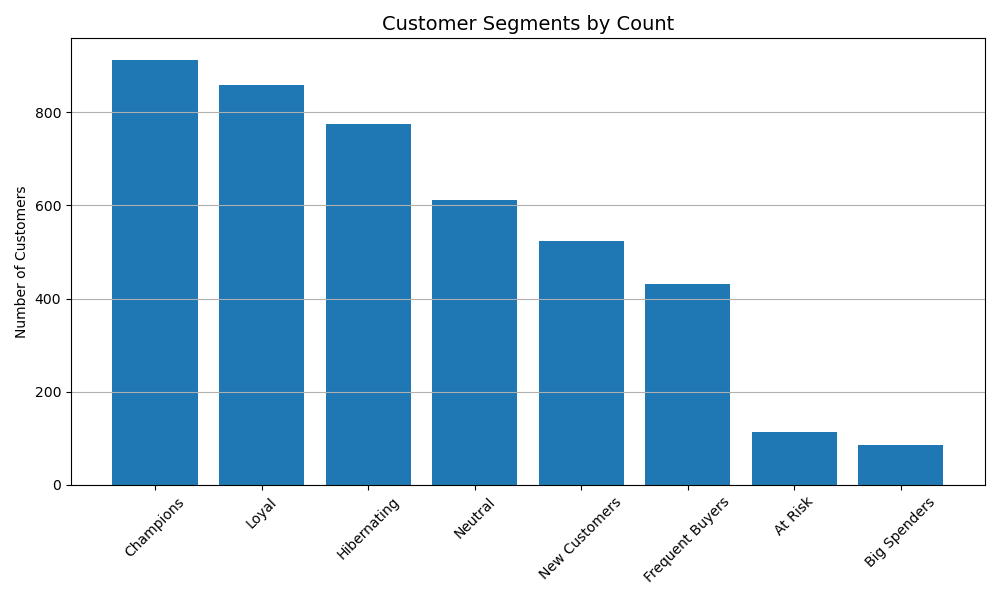 Customer Segments by Count
Number of Customers
800
600
400
200
0
Champions
Loyal
Hibernating
Neutral
New Customers
Frequent Buyers
At Risk
Big Spenders